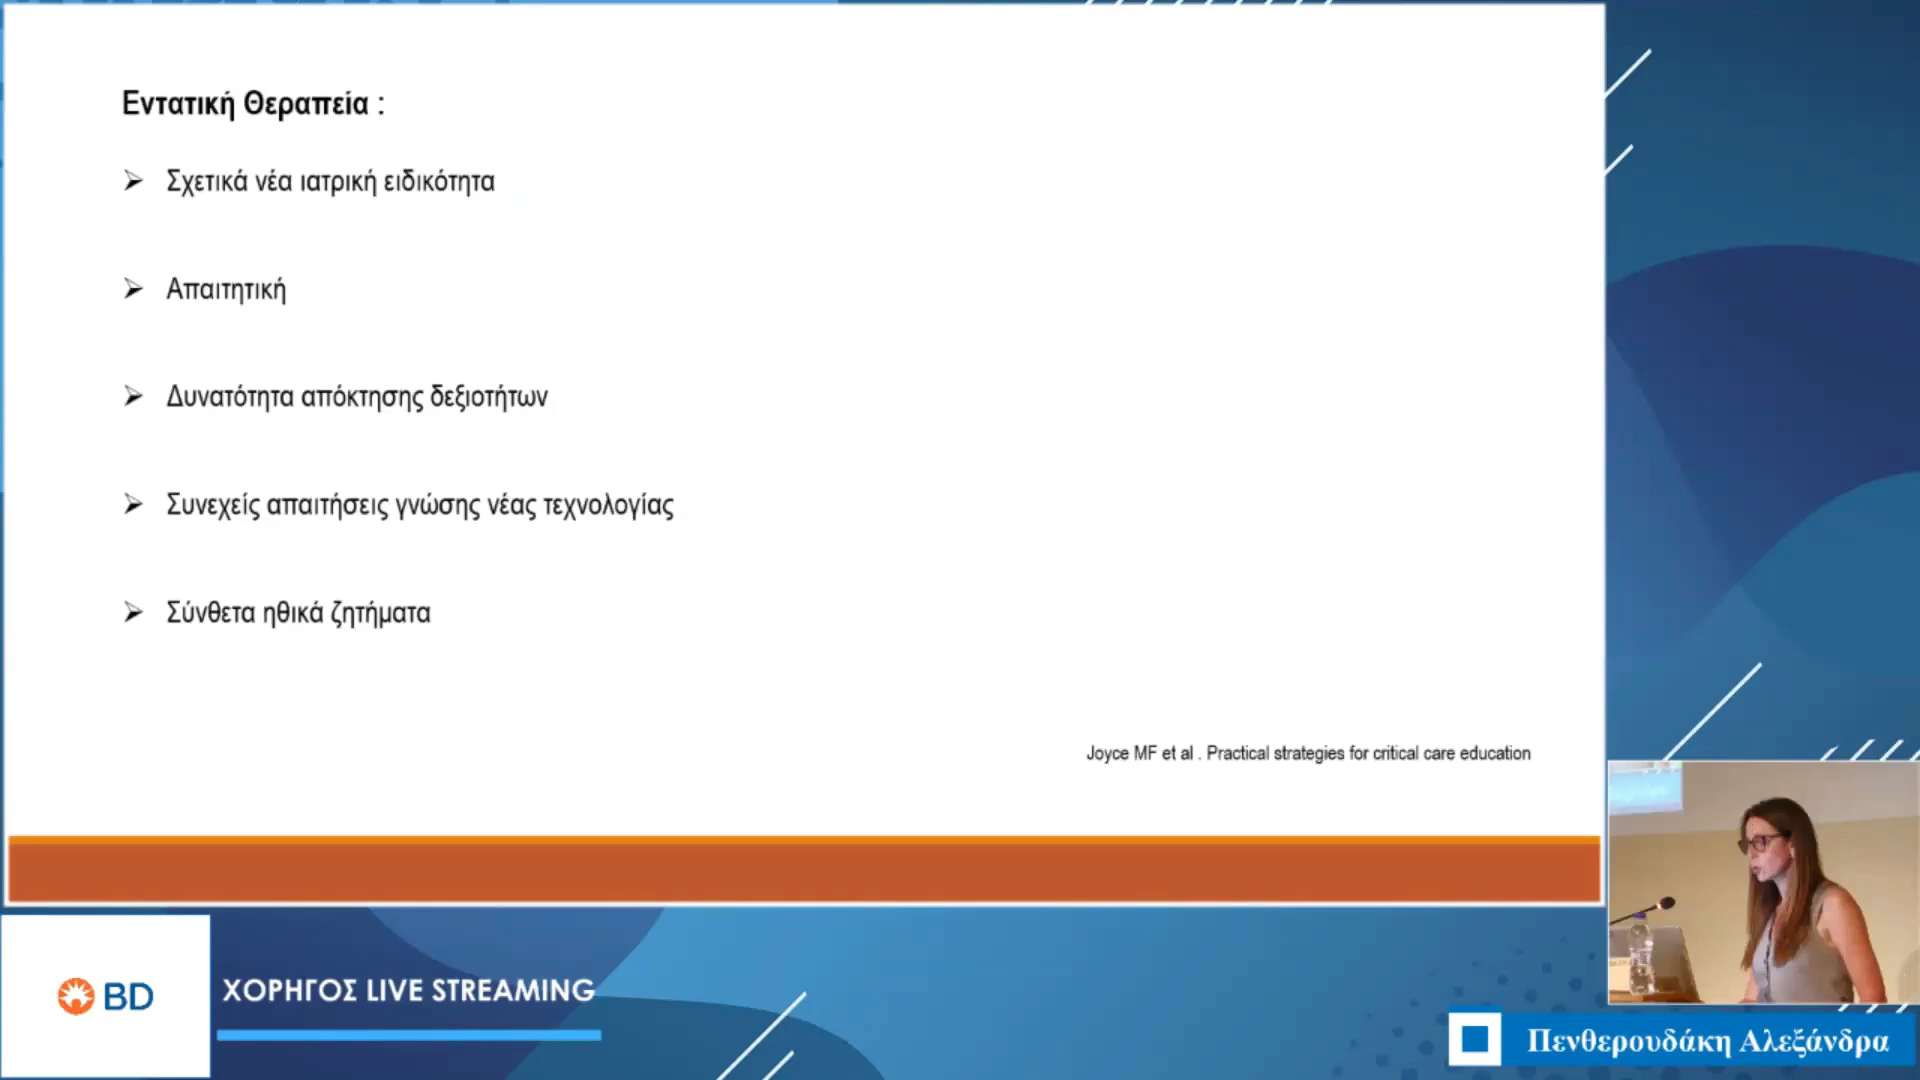 Εντατική Θεραπεία :
Σχετικά νέα ιατρική ειδικότητα
Απαιτητική
Δυνατότητα απόκτησης δεξιοτήτων
Συνεχείς απαιτήσεις γνώσης νέας τεχνολογίας
Σύνθετα ηθικά ζητήματα
Joyce MF et al . Practical strategies for critical care education
BD
ΧΟΡΗΓΟΣ LIVE STREAMING
Πενθερουδάκη Αλεξάνδρα